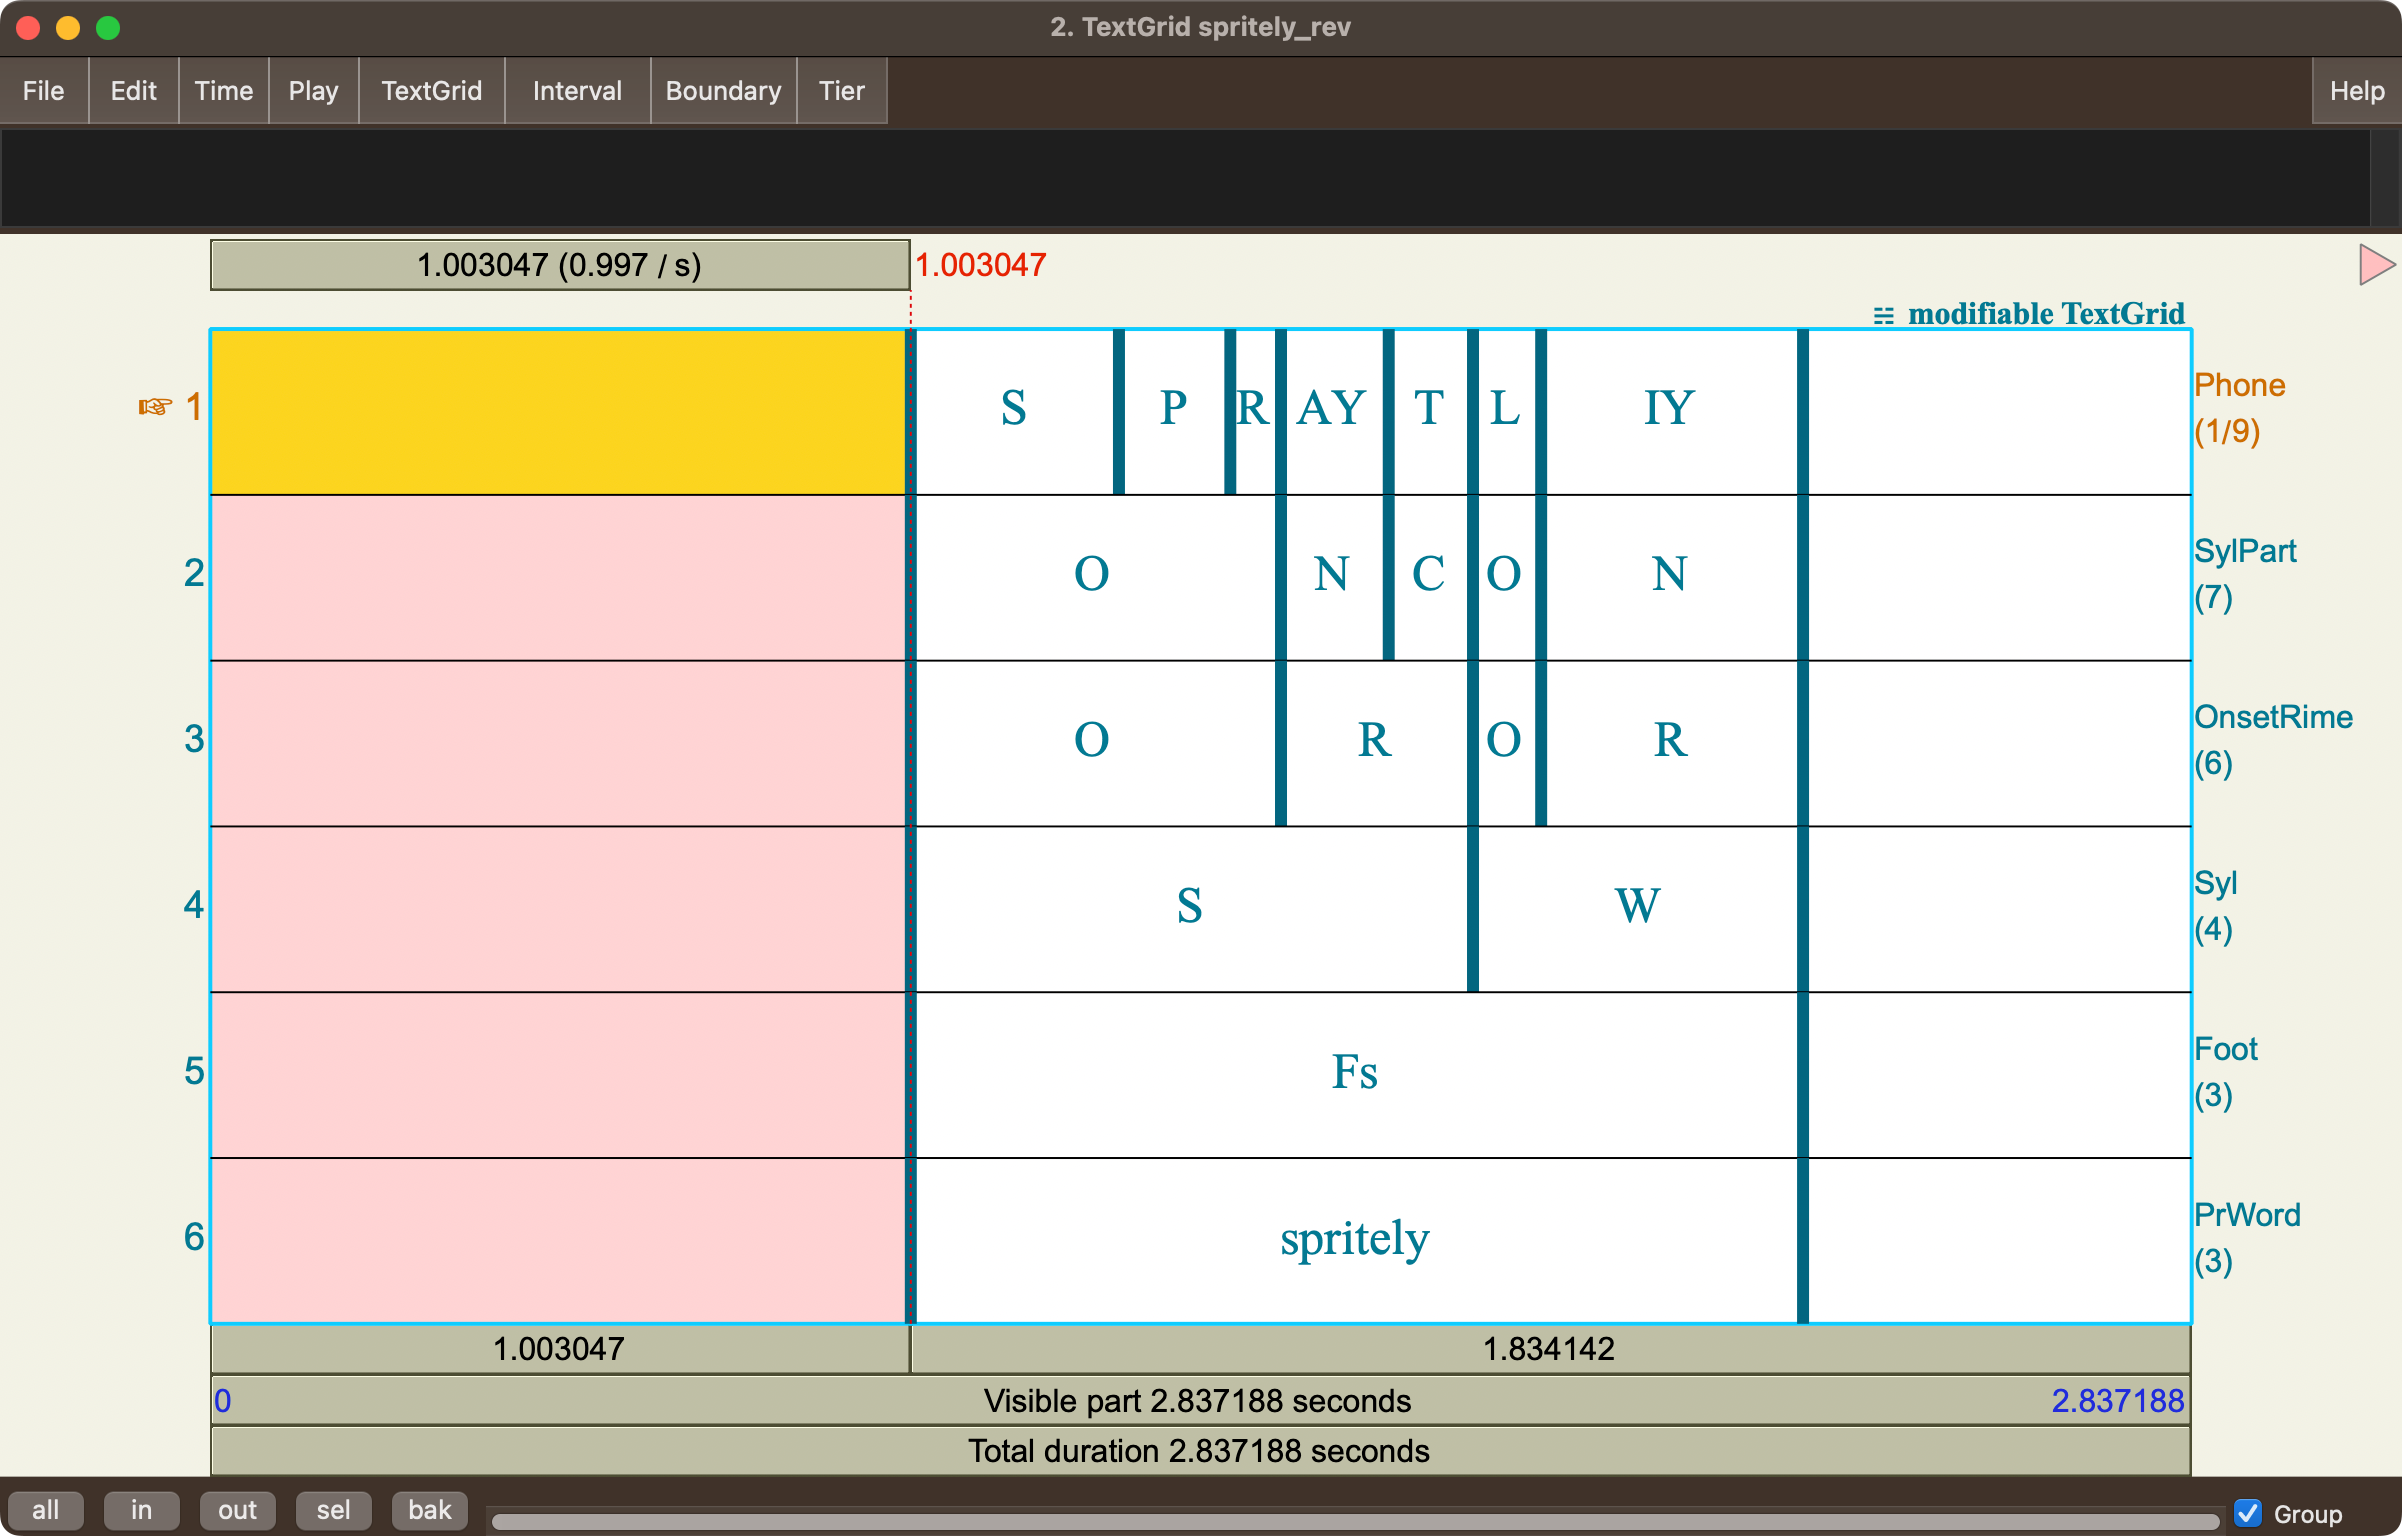 2. TextGrid spritely_rev
File Edit Time Play TextGrid Interval Boundary Tier Help
1.003047 (0.997 / s) 1.003047
modifiable TextGrid
☞ 1 S P R AY T L IY Phone (1/9)
2 O N C O N SylPart (7)
3 O R O R OnsetRime (6)
4 S W Syl (4)
5 Fs Foot (3)
6 spritely PrWord (3)
1.003047 1.834142
0 Visible part 2.837188 seconds 2.837188
Total duration 2.837188 seconds
all in out sel bak Group